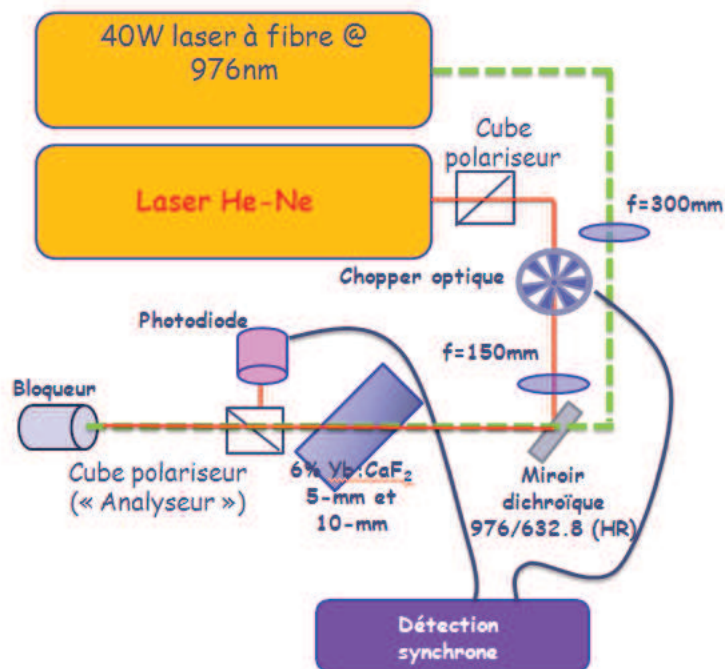 40W laser à fibre @
976nm
Cube
polariseur
Laser He-Ne
f=300mm
Chopper optique
Photodiode
f=150mm
Bloqueur
6% Yb:CaF₂
5-mm et
10-mm
Cube polariseur
(« Analyseur »)
Miroir
dichroïque
976/632.8 (HR)
Détection
synchrone